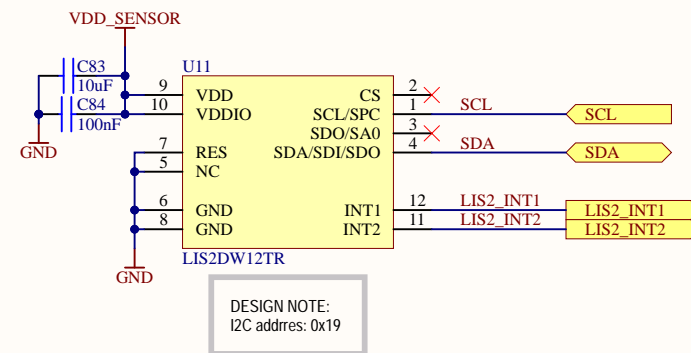 VDD_SENSOR
C83
10uF
C84
100nF
GND
U11
9 VDD
10 VDDIO
7 RES
5 NC
6 GND
8 GND
CS 2
SCL/SPC 1 SCL SCL
SDO/SA0 3
SDA/SDI/SDO 4 SDA SDA
INT1 12 LIS2_INT1 LIS2_INT1
INT2 11 LIS2_INT2 LIS2_INT2
LIS2DW12TR
GND
DESIGN NOTE:
I2C addrres: 0x19